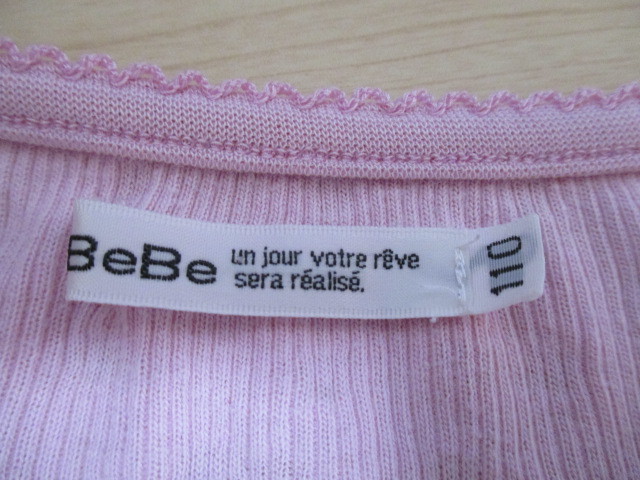 BeBe
un jour votre rêve
sera réalisé.
110